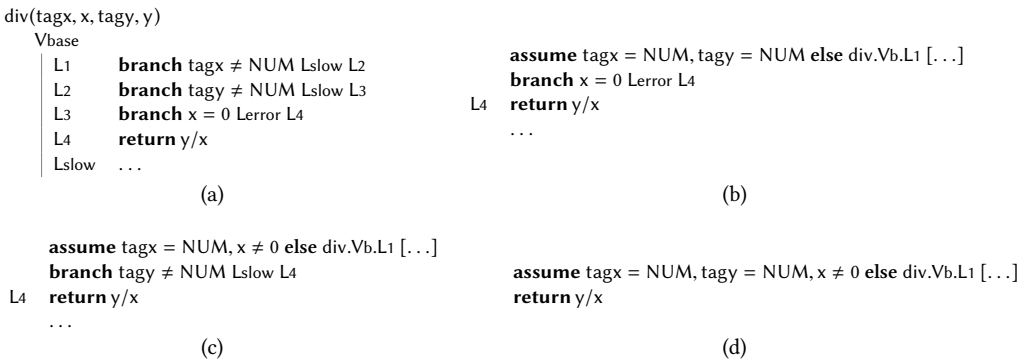 div(tagx, x, tagy, y)
Vbase
L1 branch tagx ≠ NUM Lslow L2
L2 branch tagy ≠ NUM Lslow L3
L3 branch x = 0 Lerror L4
L4 return y/x
Lslow ...
(a)
assume tagx = NUM, tagy = NUM else div.Vb.L1 [...]
branch x = 0 Lerror L4
L4 return y/x
...
(b)
assume tagx = NUM, x ≠ 0 else div.Vb.L1 [...]
branch tagy ≠ NUM Lslow L4
L4 return y/x
...
(c)
assume tagx = NUM, tagy = NUM, x ≠ 0 else div.Vb.L1 [...]
return y/x
(d)